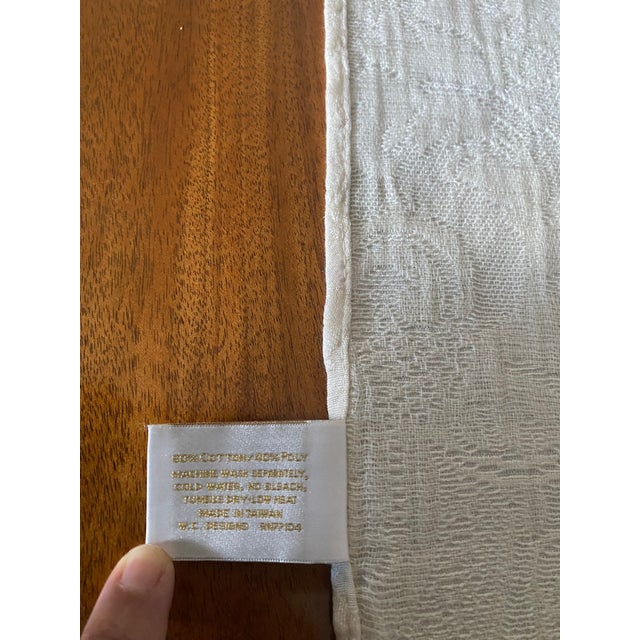 60% COTTON/40% POLY
MACHINE WASH SEPARATELY,
COLD WATER, NO BLEACH,
TUMBLE DRY-LOW HEAT
MADE IN TAIWAN
W.C. DESIGNS RN77104